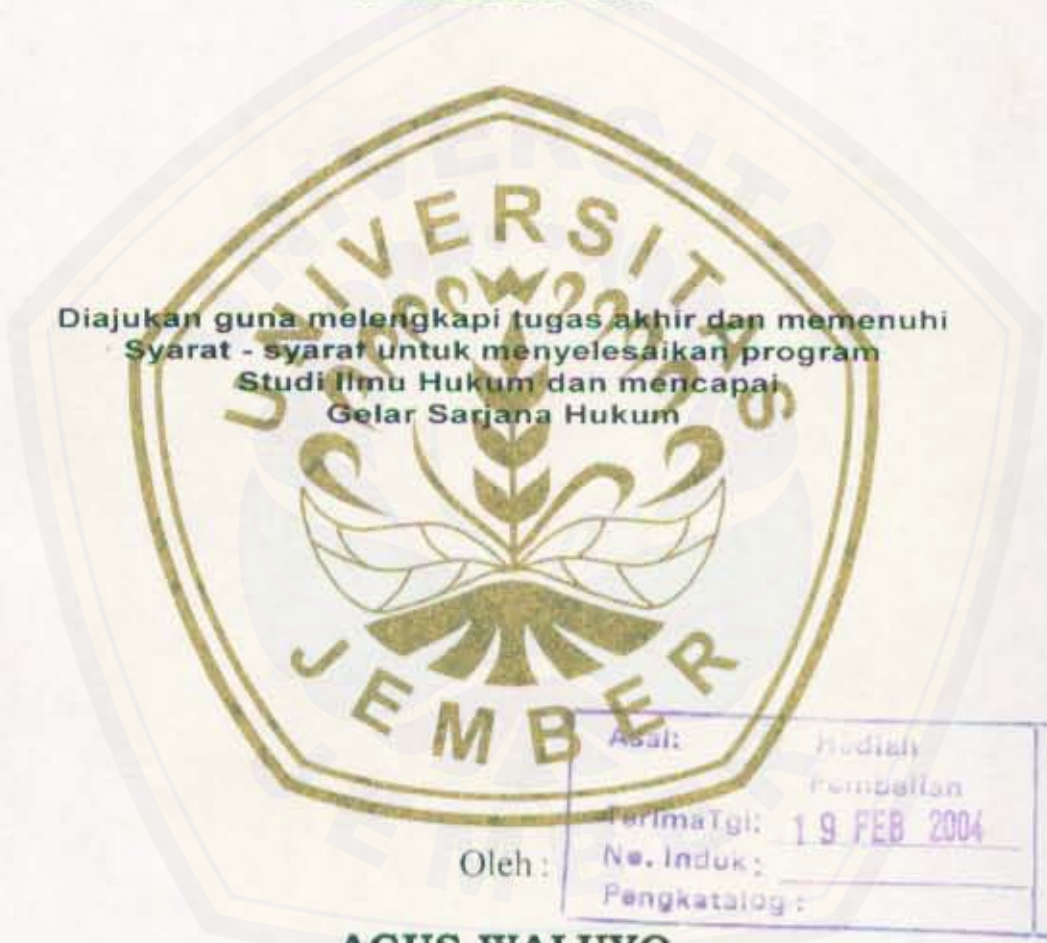 UNIVERSITAS
Diajukan guna melengkapi tugas akhir dan memenuhi
Syarat - syarat untuk menyelesaikan program
Studi Ilmu Hukum dan mencapai
Gelar Sarjana Hukum
JEMBER
Asal: Hadiah
Pembelian
Terima Tgl: 19 FEB 2004
No. Induk :
Pengkatalog :
Oleh :
AGUS WALUYO